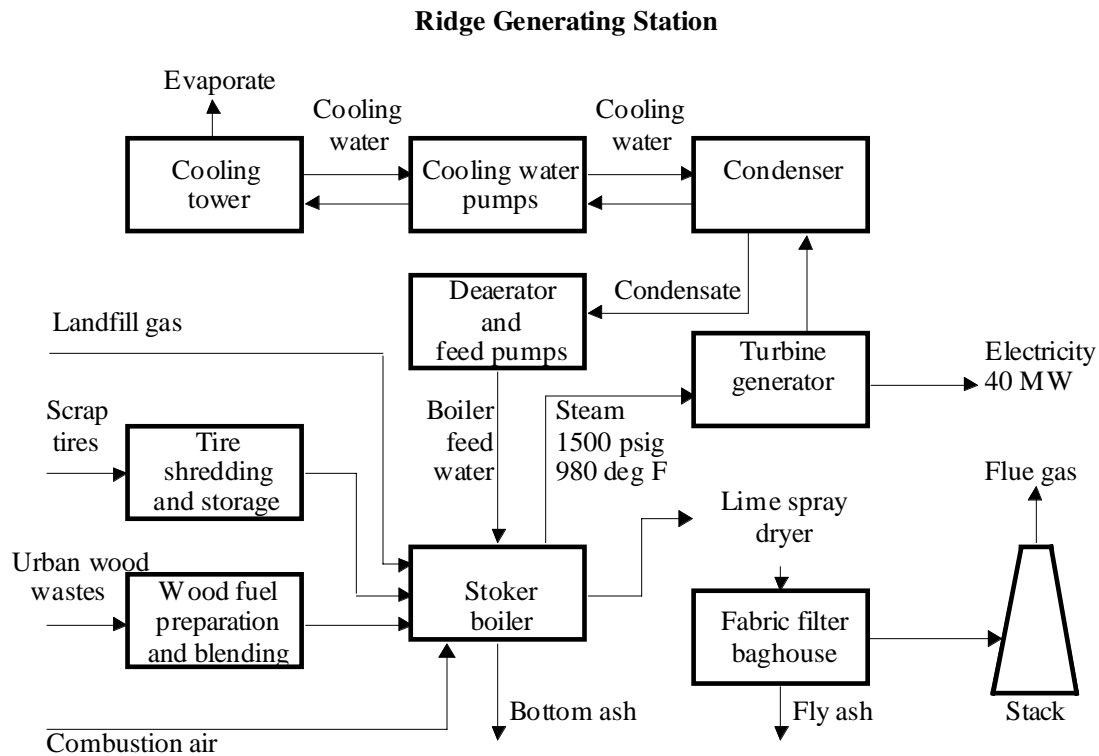 Ridge Generating Station
Evaporate
Cooling
water
Cooling
water
Cooling
tower
Cooling water
pumps
Condenser
Deaerator
and
feed pumps
Condensate
Landfill gas
Turbine
generator
Electricity
40 MW
Scrap
tires
Tire
shredding
and storage
Boiler
feed
water
Steam
1500 psig
980 deg F
Lime spray
dryer
Flue gas
Urban wood
wastes
Wood fuel
preparation
and blending
Stoker
boiler
Fabric filter
baghouse
Bottom ash
Fly ash
Stack
Combustion air